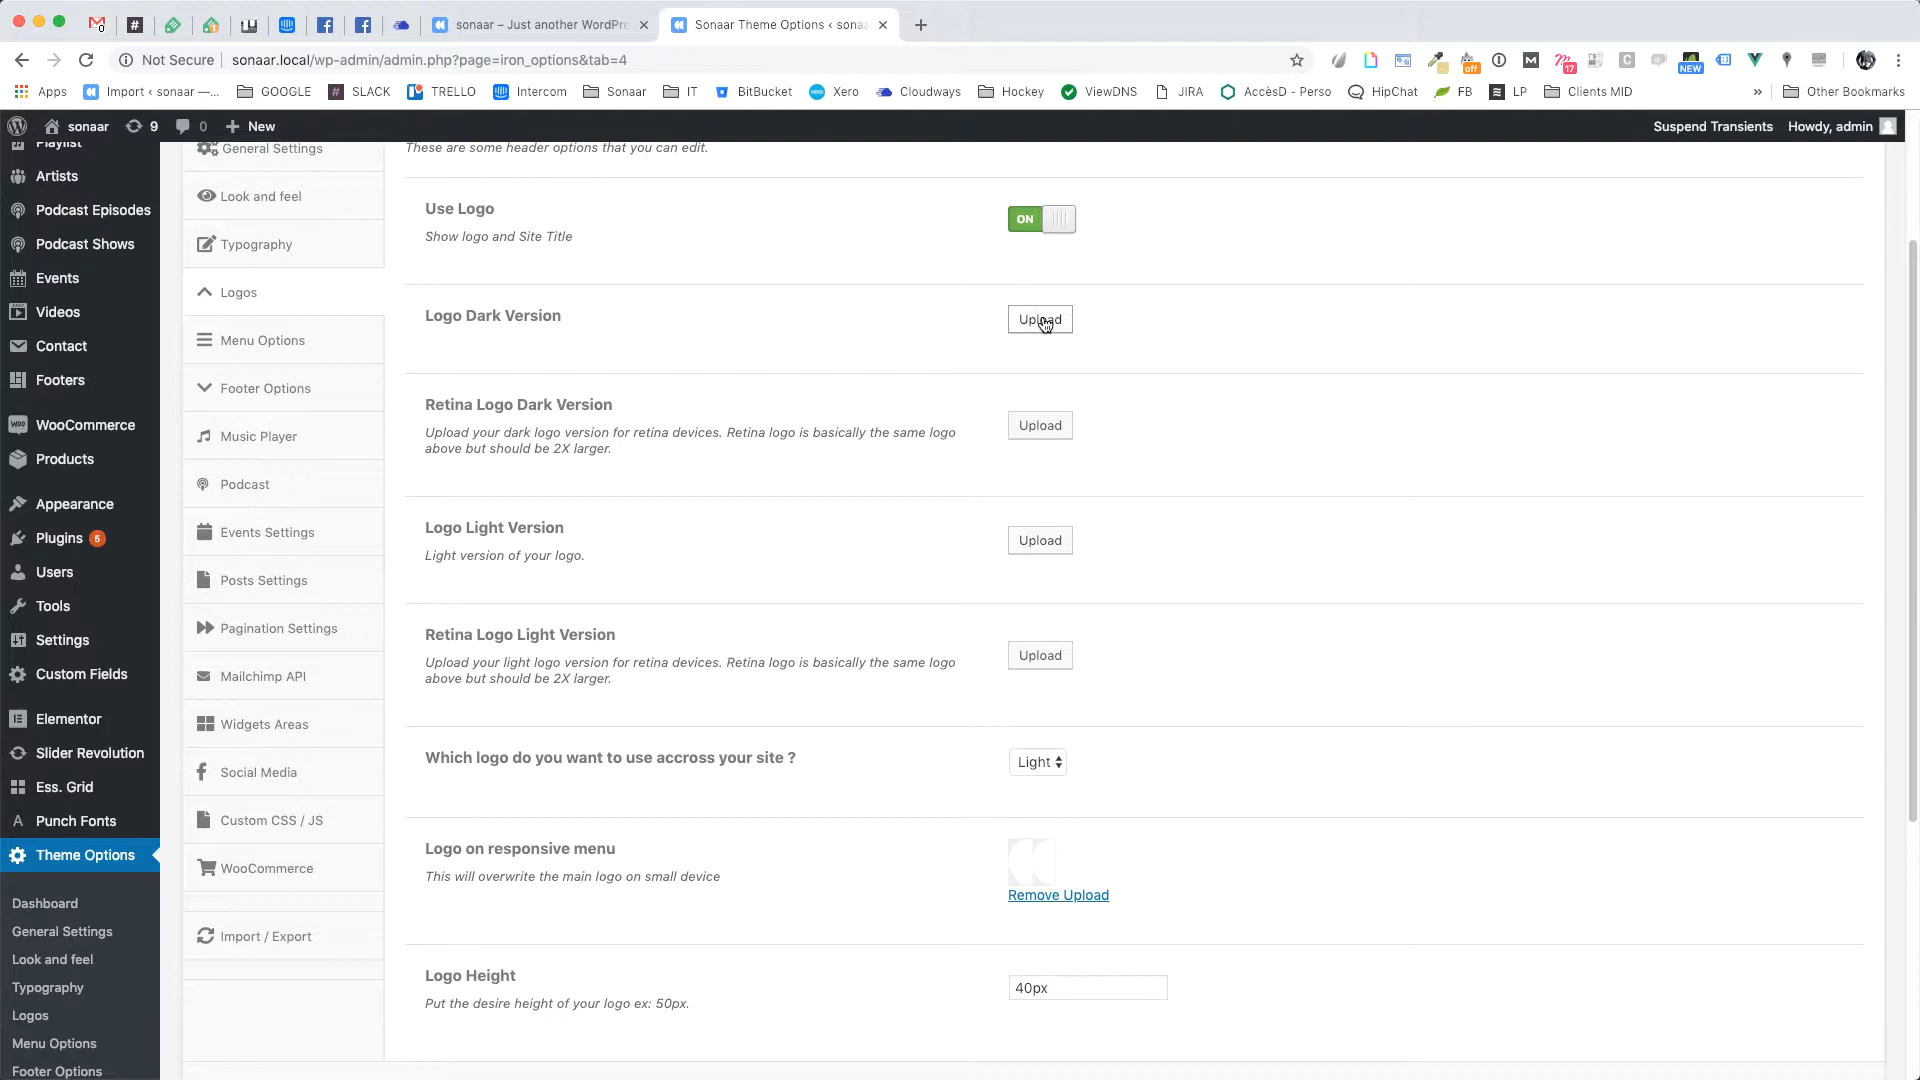 sonaar – Just another WordPre
Sonaar Theme Options ‹ sonaa
Not Secure
sonaar.local/wp-admin/admin.php?page=iron_options&tab=4
off
17
NEW
Apps
Import ‹ sonaar —...
GOOGLE
SLACK
TRELLO
Intercom
Sonaar
IT
BitBucket
Xero
Cloudways
Hockey
ViewDNS
JIRA
AccèsD - Perso
HipChat
FB
LP
Clients MID
»
Other Bookmarks
sonaar
9
0
New
Suspend Transients
Howdy, admin
Playlist
Artists
Podcast Episodes
Podcast Shows
Events
Videos
Contact
Footers
WooCommerce
Products
Appearance
Plugins 5
Users
Tools
Settings
Custom Fields
Elementor
Slider Revolution
Ess. Grid
Punch Fonts
Theme Options
Dashboard
General Settings
Look and feel
Typography
Logos
Menu Options
Footer Options
General Settings
Look and feel
Typography
Logos
Menu Options
Footer Options
Music Player
Podcast
Events Settings
Posts Settings
Pagination Settings
Mailchimp API
Widgets Areas
Social Media
Custom CSS / JS
WooCommerce
Import / Export
These are some header options that you can edit.
Use Logo
Show logo and Site Title
ON
Logo Dark Version
Upload
Retina Logo Dark Version
Upload your dark logo version for retina devices. Retina logo is basically the same logo
above but should be 2X larger.
Upload
Logo Light Version
Light version of your logo.
Upload
Retina Logo Light Version
Upload your light logo version for retina devices. Retina logo is basically the same logo
above but should be 2X larger.
Upload
Which logo do you want to use accross your site ?
Light
Logo on responsive menu
This will overwrite the main logo on small device
Remove Upload
Logo Height
Put the desire height of your logo ex: 50px.
40px